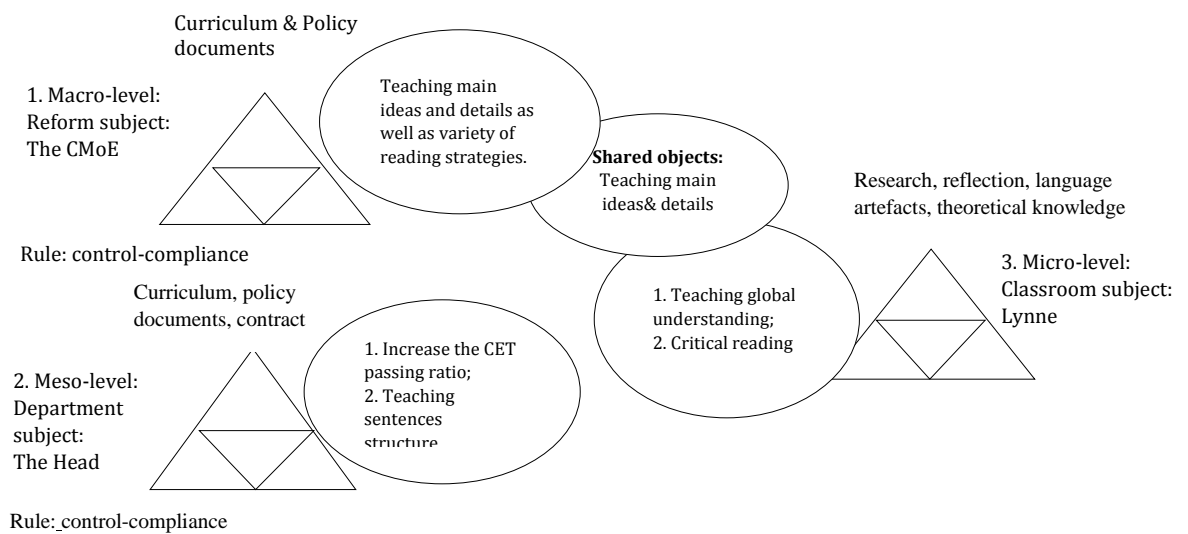 Curriculum & Policy
documents
1. Macro-level:
Reform subject:
The CMoE
Teaching main
ideas and details as
well as variety of
reading strategies.
Shared objects:
Teaching main
ideas& details
Research, reflection, language
artefacts, theoretical knowledge
Rule: control-compliance
3. Micro-level:
Classroom subject:
Lynne
1. Teaching global
understanding;
2. Critical reading
Curriculum, policy
documents, contract
2. Meso-level:
Department
subject:
The Head
1. Increase the CET
passing ratio;
2. Teaching
sentences
structure
Rule: control-compliance